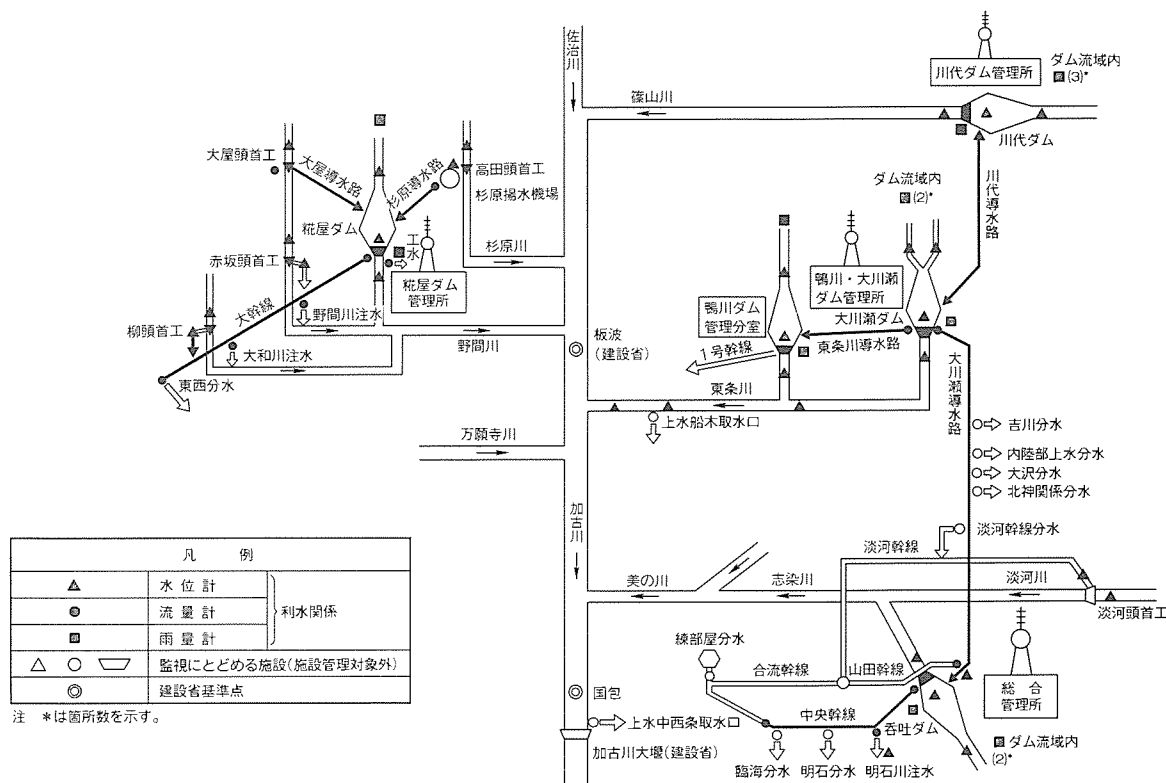 佐治川
篠山川
川代ダム管理所
ダム流域内
(3)*
川代ダム
川代導水路
大屋頭首工
大屋導水路
杉原導水路
高田頭首工
杉原揚水機場
糀屋ダム
工水
杉原川
糀屋ダム
管理所
赤坂頭首工
大幹線
野間川注水
柳頭首工
大和川注水
野間川
東西分水
ダム流域内
(2)*
鴨川・大川瀬
ダム管理所
鴨川ダム
管理分室
大川瀬ダム
東条川導水路
1号幹線
板波
(建設省)
東条川
上水船木取水口
大川瀬導水路
万願寺川
吉川分水
内陸部上水分水
大沢分水
北神関係分水
加古川
淡河幹線分水
淡河幹線
美の川
志染川
淡河川
淡河頭首工
練部屋分水
合流幹線
山田幹線
総合
管理所
国包
中央幹線
呑吐ダム
上水中西条取水口
加古川大堰(建設省)
臨海分水
明石分水
明石川注水
ダム流域内
(2)*
凡例
水位計
流量計
雨量計
利水関係
監視にとどめる施設(施設管理対象外)
建設省基準点
注 *は箇所数を示す。